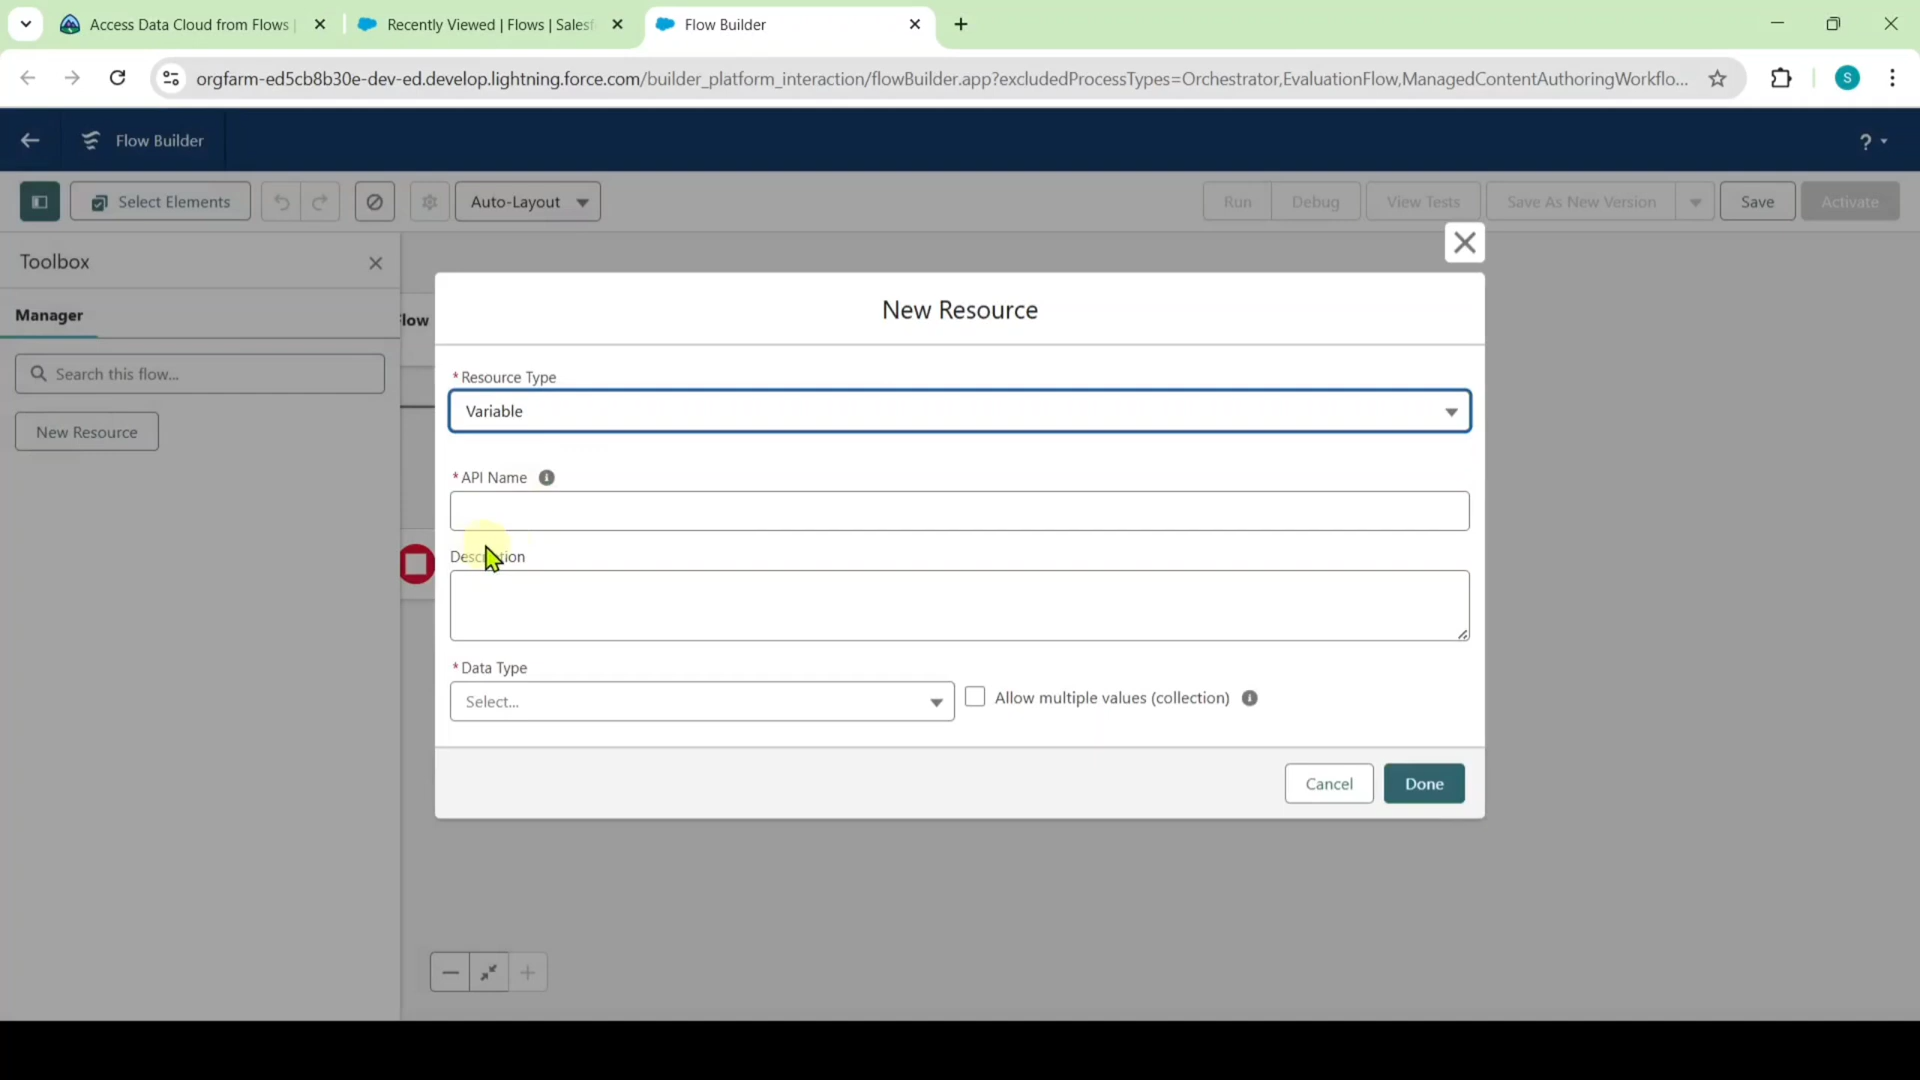 Access Data Cloud from Flows |
Recently Viewed | Flows | Salesf
Flow Builder
orgfarm-ed5cb8b30e-dev-ed.develop.lightning.force.com/builder_platform_interaction/flowBuilder.app?excludedProcessTypes=Orchestrator,EvaluationFlow,ManagedContentAuthoringWorkflo...
S
Flow Builder
?
Select Elements
Auto-Layout
Run
Debug
View Tests
Save As New Version
Save
Activate
Toolbox
Manager
Flow
Search this flow...
New Resource
New Resource
* Resource Type
Variable
* API Name
Description
* Data Type
Select...
Allow multiple values (collection)
Cancel
Done